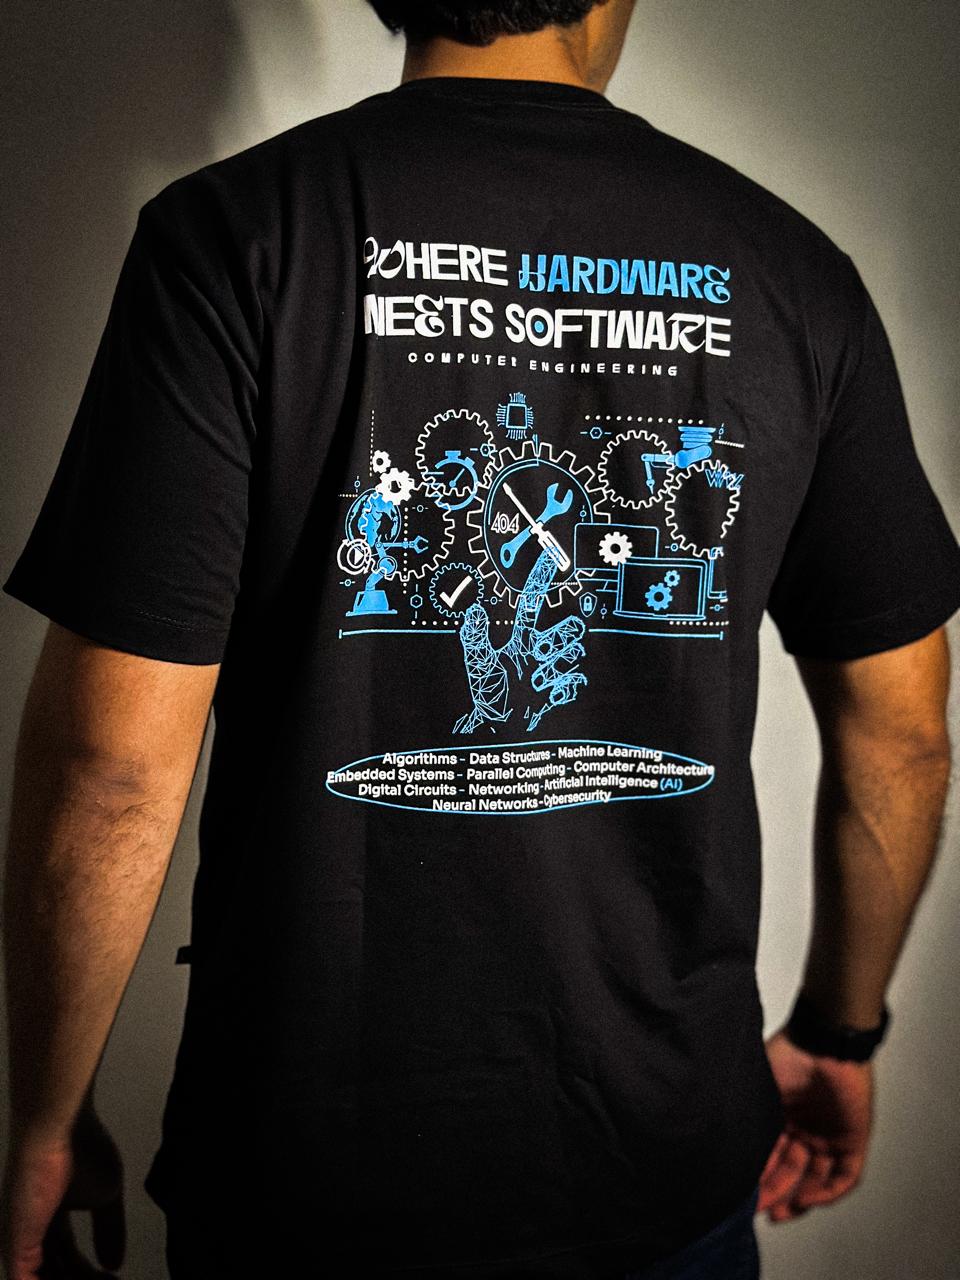 WHERE HARDWARE
MEETS SOFTWARE
COMPUTER ENGINEERING
404
Algorithms - Data Structures - Machine Learning
Embedded Systems - Parallel Computing - Computer Architecture
Digital Circuits - Networking - Artificial Intelligence (AI)
Neural Networks - Cybersecurity